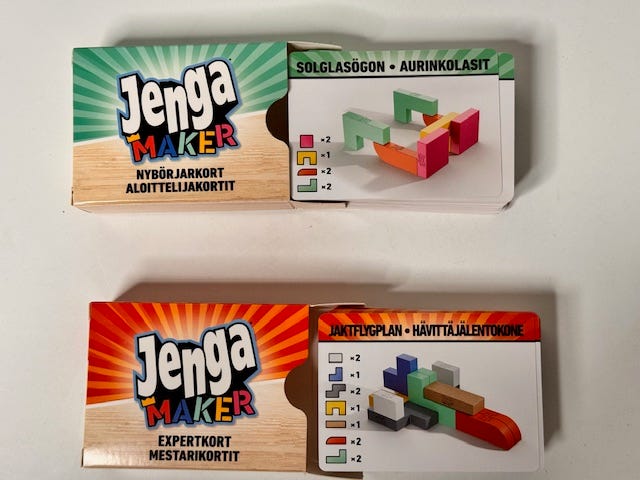 Jenga
MAKER
NYBÖRJARKORT
ALOITTELIJAKORTIT
SOLGLASÖGON • AURINKOLASIT
×2
×1
×2
×2
Jenga
MAKER
EXPERTKORT
MESTARIKORTIT
JAKTFLYGPLAN • HÄVITTÄJÄLENTOKONE
×2
×1
×2
×1
×1
×2
×2